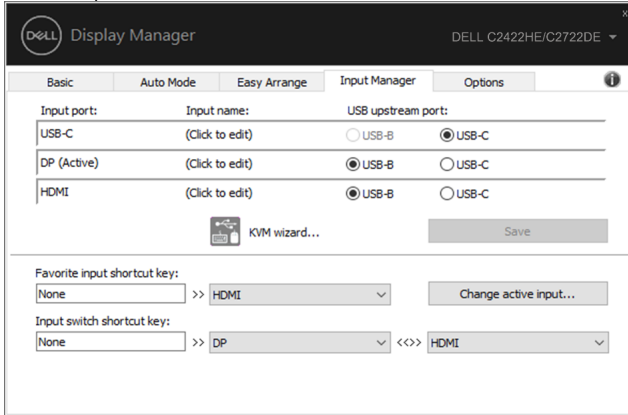 DELL Display Manager DELL C2422HE/C2722DE
Basic Auto Mode Easy Arrange Input Manager Options
Input port: Input name: USB upstream port:
USB-C (Click to edit) USB-B USB-C
DP (Active) (Click to edit) USB-B USB-C
HDMI (Click to edit) USB-B USB-C
KVM wizard... Save
Favorite input shortcut key:
None >> HDMI Change active input...
Input switch shortcut key:
None >> DP <<>> HDMI